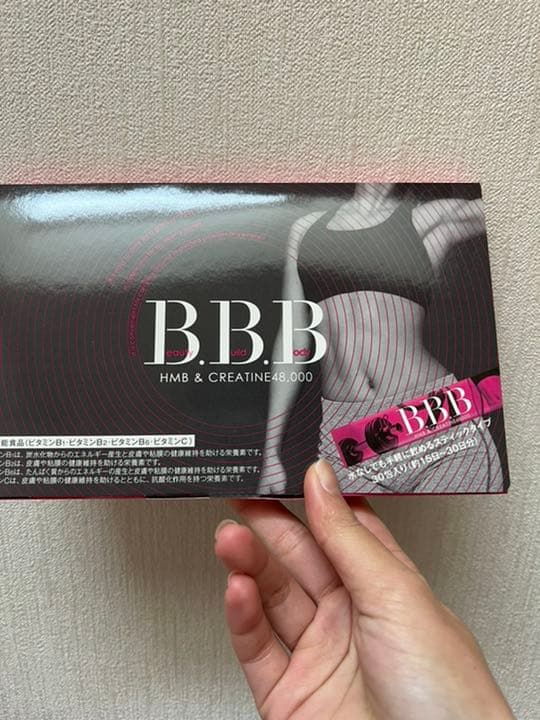 B.B.B
Beauty Build Body
HMB & CREATINE48,000
能食品(ビタミンB1・ビタミンB2・ビタミンB6・ビタミンC)
ンB1は、炭水化物からのエネルギー産生と皮膚や粘膜の健康維持を助ける栄養素です。
ンB2は、皮膚や粘膜の健康維持を助ける栄養素です。
ンB6は、たんぱく質からのエネルギーの産生と皮膚や粘膜の健康維持を助ける栄養素です。
ンCは、皮膚や粘膜の健康維持を助けるとともに、抗酸化作用を持つ栄養素です。
B.B.B
水なしでも手軽に飲めるスティックタイプ
30包入り(約15日~30日分)